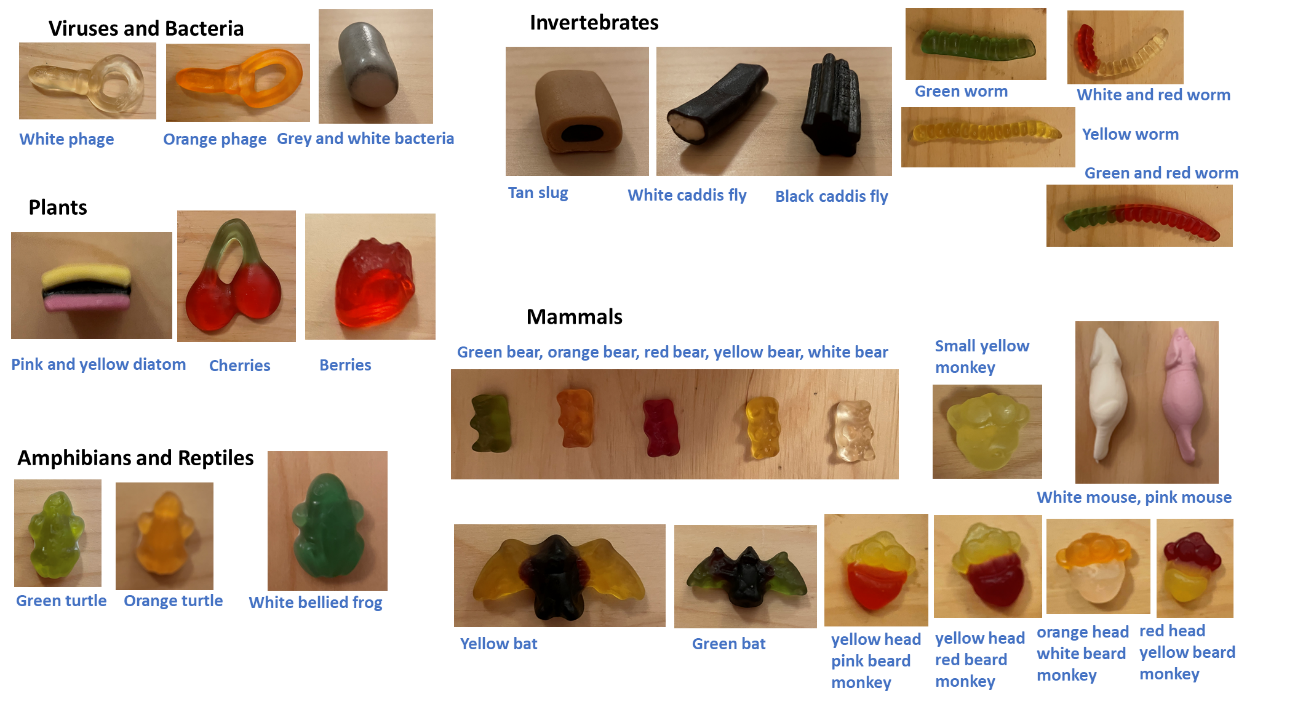 Viruses and Bacteria
White phage
Orange phage
Grey and white bacteria
Invertebrates
Tan slug
White caddis fly
Black caddis fly
Green worm
White and red worm
Yellow worm
Green and red worm
Plants
Pink and yellow diatom
Cherries
Berries
Mammals
Green bear, orange bear, red bear, yellow bear, white bear
Small yellow
monkey
White mouse, pink mouse
Amphibians and Reptiles
Green turtle
Orange turtle
White bellied frog
Yellow bat
Green bat
yellow head
pink beard
monkey
yellow head
red beard
monkey
orange head
white beard
monkey
red head
yellow beard
monkey